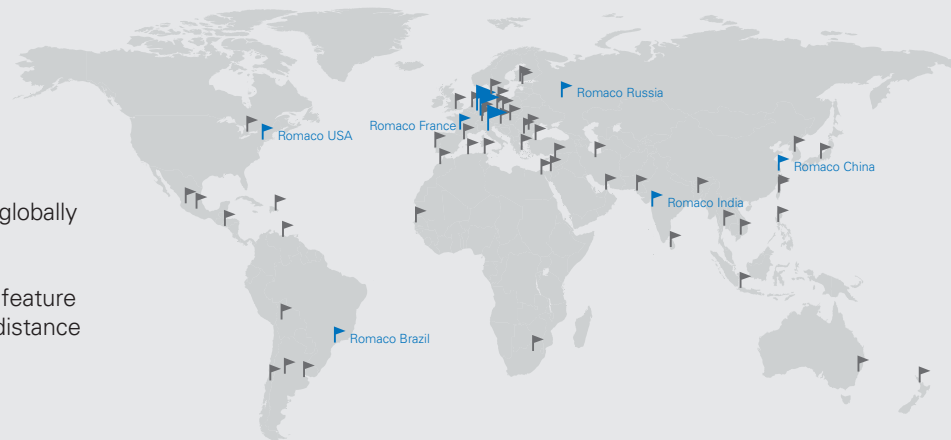 globally
feature
distance
Romaco Russia
Romaco France
Romaco USA
Romaco China
Romaco India
Romaco Brazil